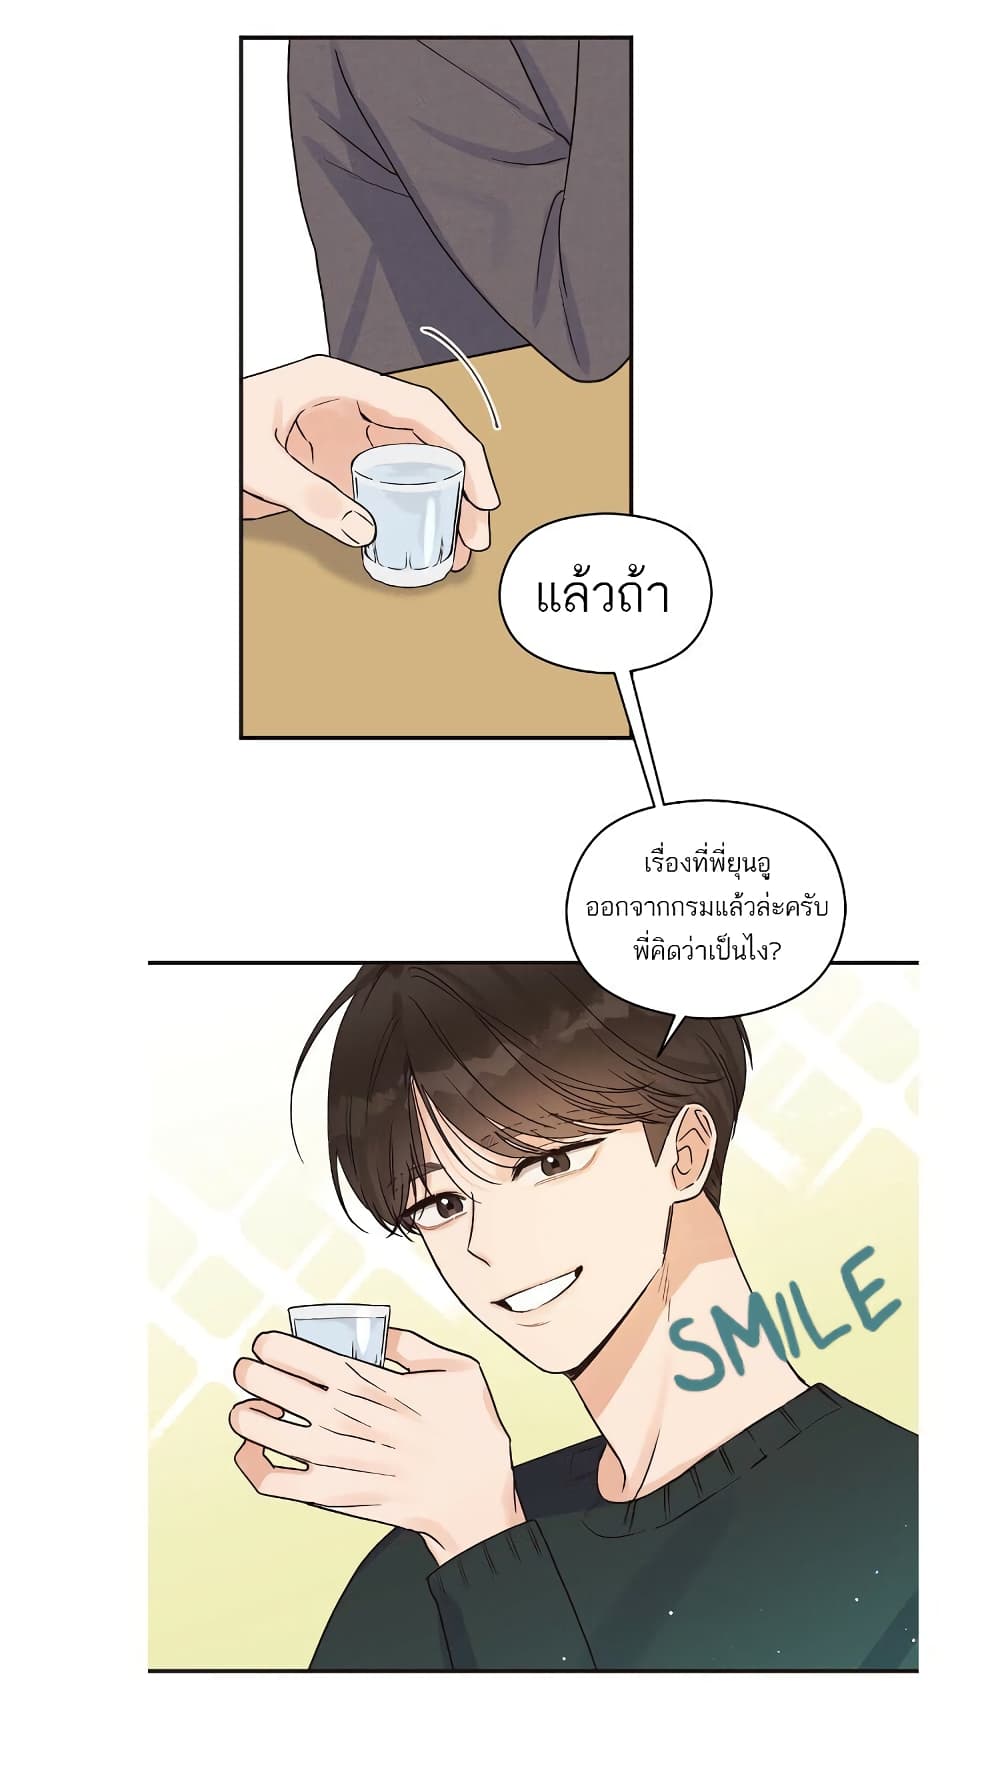 แล้วถ้า
เรื่องที่พี่ยุนอู
ออกจากกรมแล้วล่ะครับ
พี่คิดว่าเป็นไง?
SMILE